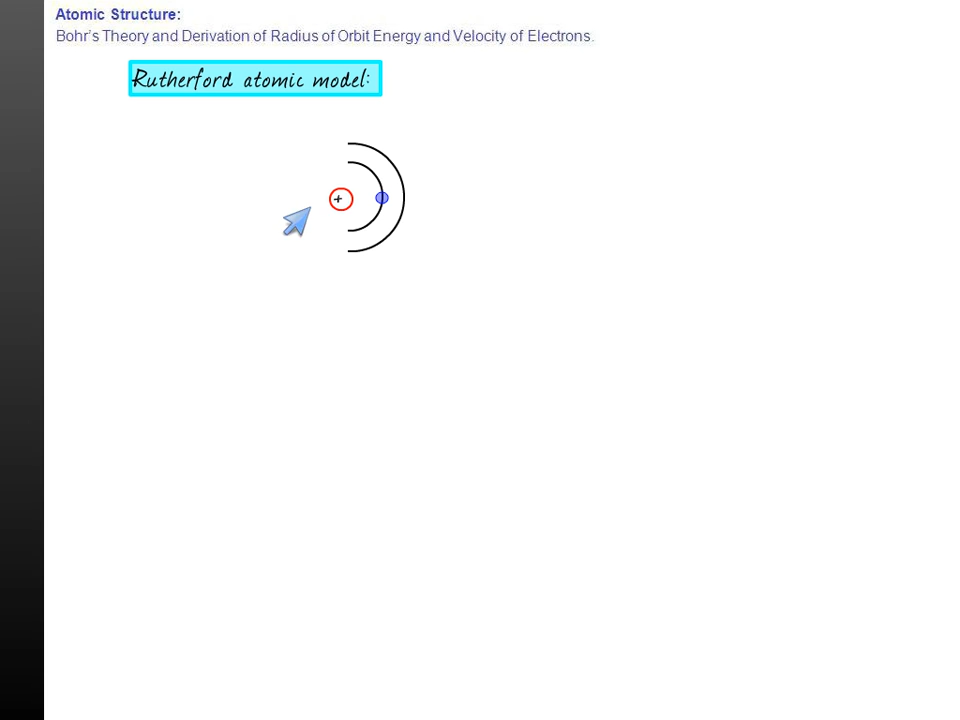 Atomic Structure:
Bohr's Theory and Derivation of Radius of Orbit Energy and Velocity of Electrons.
Rutherford atomic model:
+